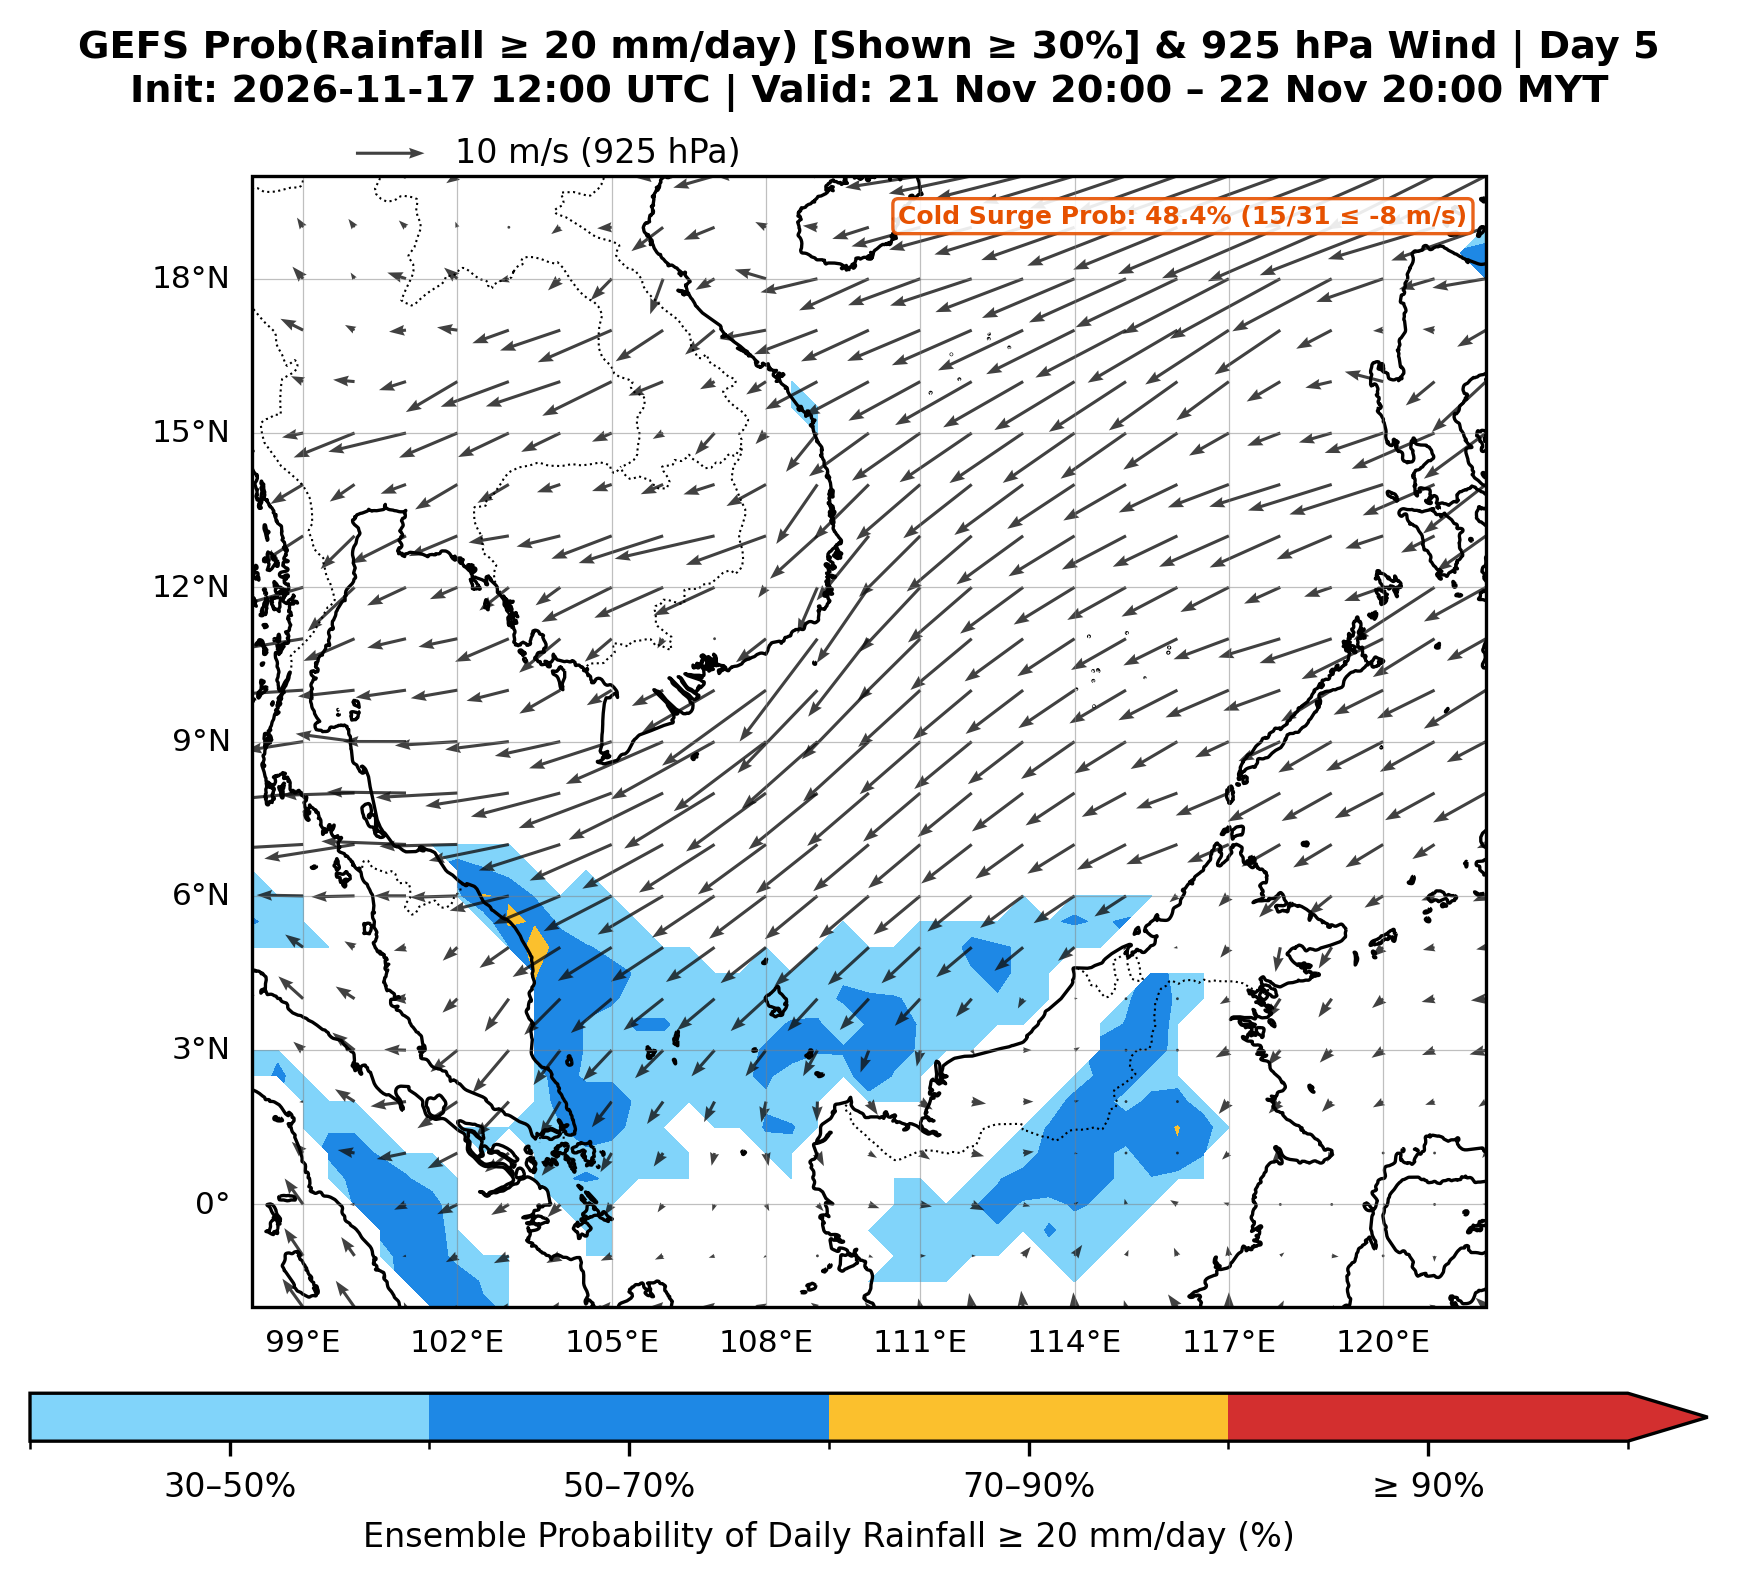 GEFS Prob(Rainfall ≥ 20 mm/day) [Shown ≥ 30%] & 925 hPa Wind | Day 5
Init: 2026-11-17 12:00 UTC | Valid: 21 Nov 20:00 – 22 Nov 20:00 MYT
10 m/s (925 hPa)
Cold Surge Prob: 48.4% (15/31 ≤ -8 m/s)
18°N
15°N
12°N
9°N
6°N
3°N
0°
99°E 102°E 105°E 108°E 111°E 114°E 117°E 120°E
30–50% 50–70% 70–90% ≥ 90%
Ensemble Probability of Daily Rainfall ≥ 20 mm/day (%)